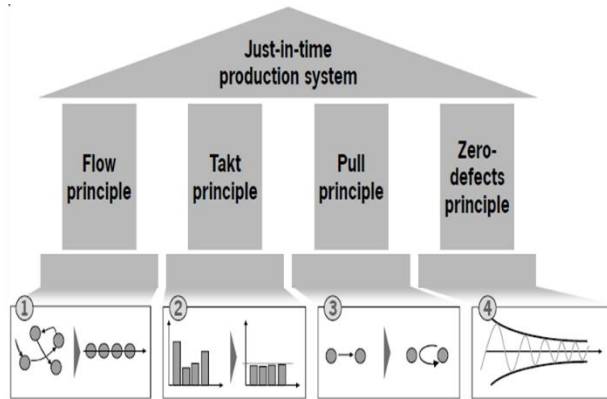 Just-in-time
production system
Flow
principle
Takt
principle
Pull
principle
Zero-
defects
principle
1
2
3
4